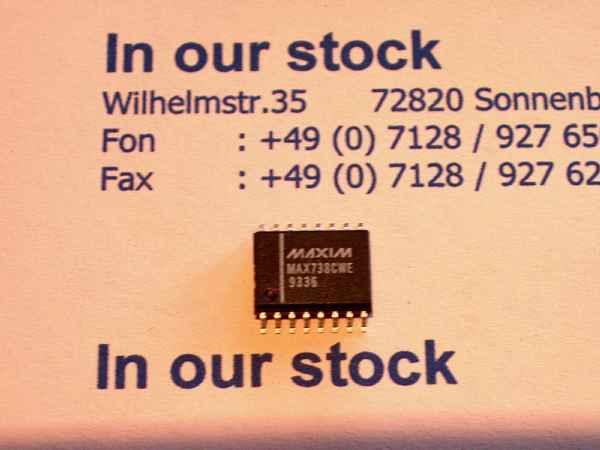 In our stock
Wilhelmstr.35 72820 Sonnenb
Fon : +49 (0) 7128 / 927 65
Fax : +49 (0) 7128 / 927 62
MAXIM
MAX738CWE
9336
In our stock